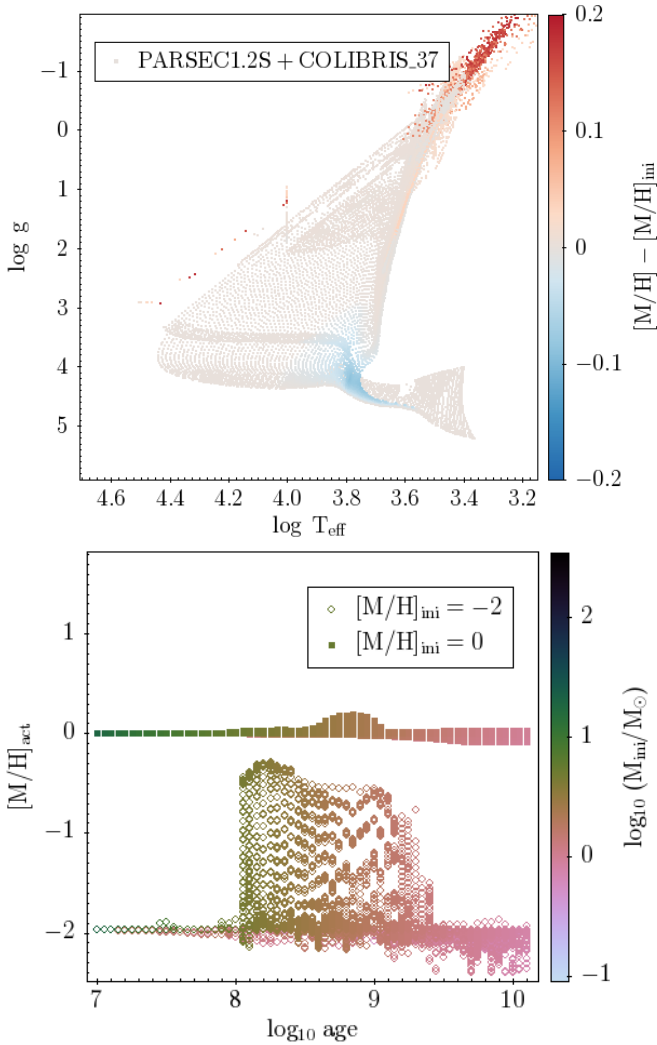 PARSEC1.2S + COLIBRIS_37
−1
0
1
2
3
4
5
log g
4.6 4.4 4.2 4.0 3.8 3.6 3.4 3.2
log T_eff
0.2
0.1
0
−0.1
−0.2
[M/H] − [M/H]_ini
[M/H]_ini = −2
[M/H]_ini = 0
1
0
−1
−2
[M/H]_act
7 8 9 10
log₁₀ age
2
1
0
−1
log₁₀ (M_ini/M_⊙)